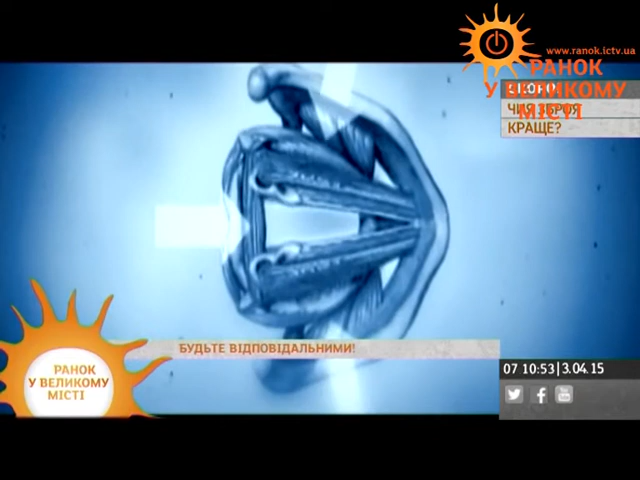 www.ranok.ictv.ua
РАНОК
У ВЕЛИКОМУ
МІСТІ
ЧИЯ ЗБРОЯ
КРАЩЕ?
БУДЬТЕ ВІДПОВІДАЛЬНИМИ!
РАНОК
У ВЕЛИКОМУ
МІСТІ
07 10:53 3.04.15